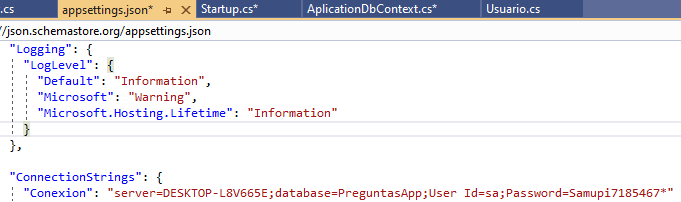 .cs appsettings.json* Startup.cs* AplicationDbContext.cs* Usuario.cs
//json.schemastore.org/appsettings.json
"Logging": {
"LogLevel": {
"Default": "Information",
"Microsoft": "Warning",
"Microsoft.Hosting.Lifetime": "Information"
}
},
"ConnectionStrings": {
"Conexion": "server=DESKTOP-L8V665E;database=PreguntasApp;User Id=sa;Password=Samupi7185467*"